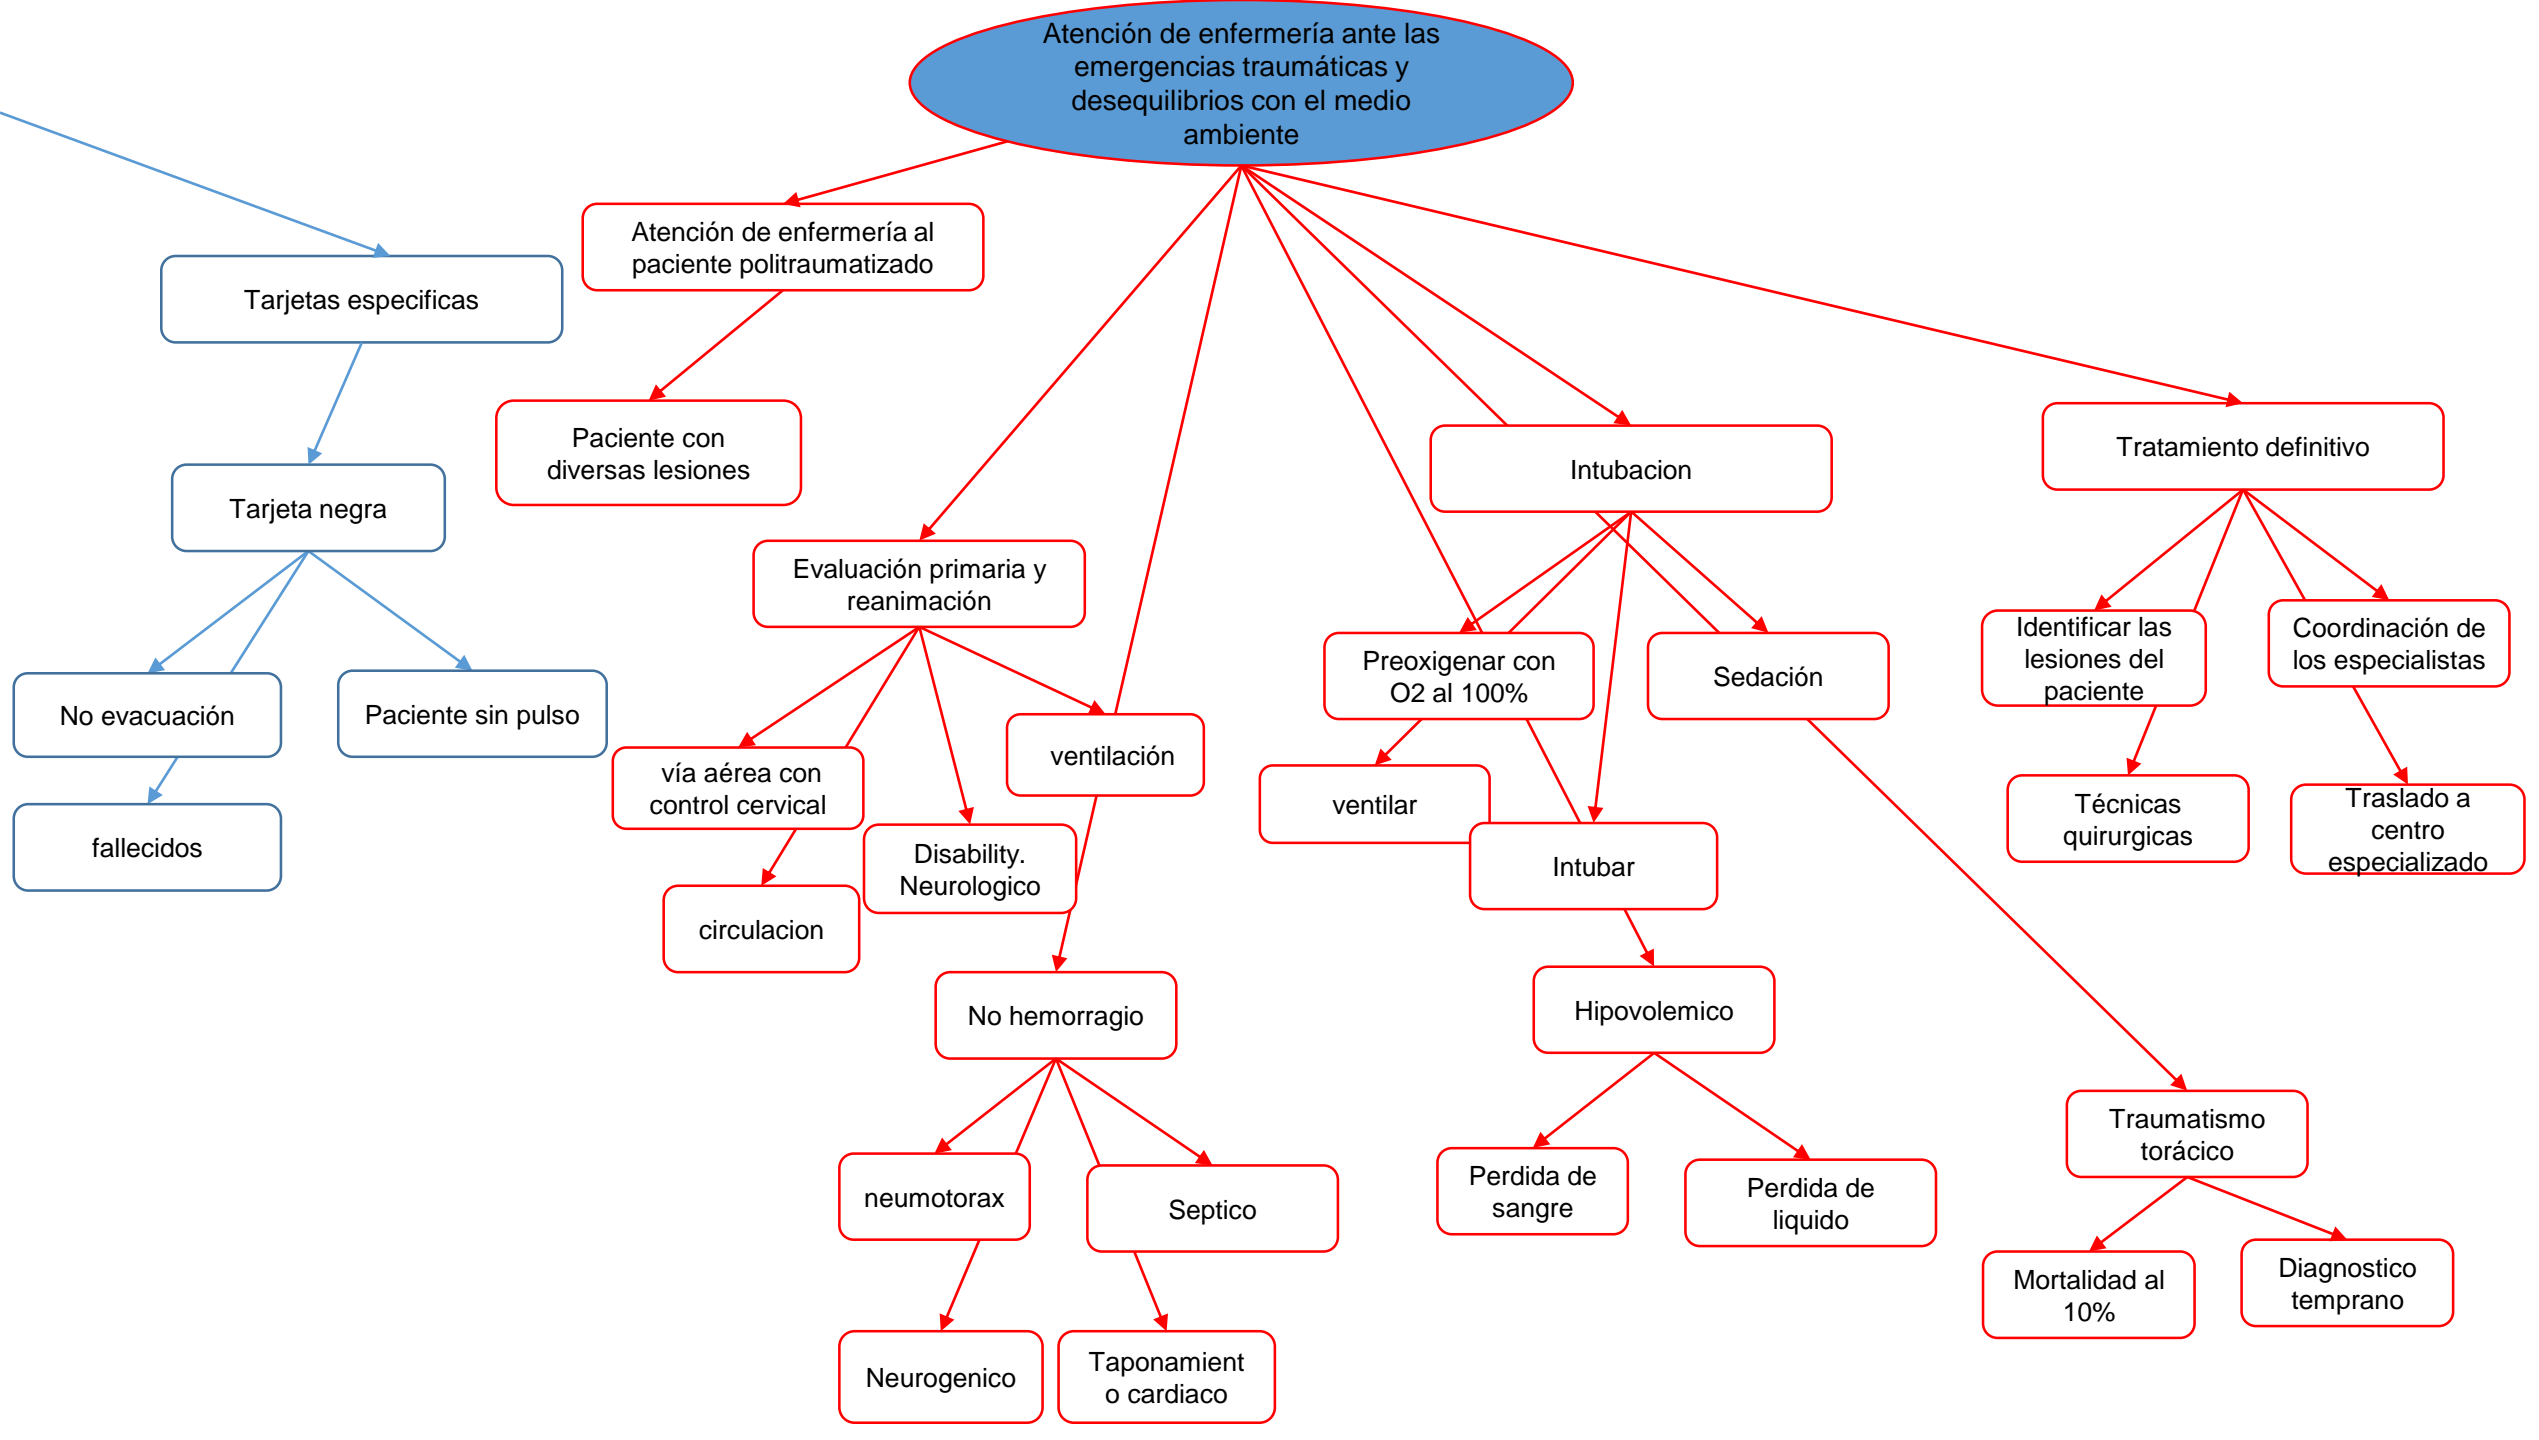 Atención de enfermería ante las
emergencias traumáticas y
desequilibrios con el medio
ambiente
Atención de enfermería al
paciente politraumatizado
Tarjetas especificas
Paciente con
diversas lesiones
Intubacion
Tratamiento definitivo
Tarjeta negra
Evaluación primaria y
reanimación
Identificar las
lesiones del
paciente
Coordinación de
los especialistas
Preoxigenar con
O2 al 100%
Sedación
No evacuación
Paciente sin pulso
ventilación
vía aérea con
control cervical
ventilar
Técnicas
quirurgicas
Traslado a
centro
especializado
fallecidos
Disability.
Neurologico
Intubar
circulacion
No hemorragio
Hipovolemico
Traumatismo
torácico
neumotorax
Septico
Perdida de
sangre
Perdida de
liquido
Mortalidad al
10%
Diagnostico
temprano
Neurogenico
Taponamient
o cardiaco